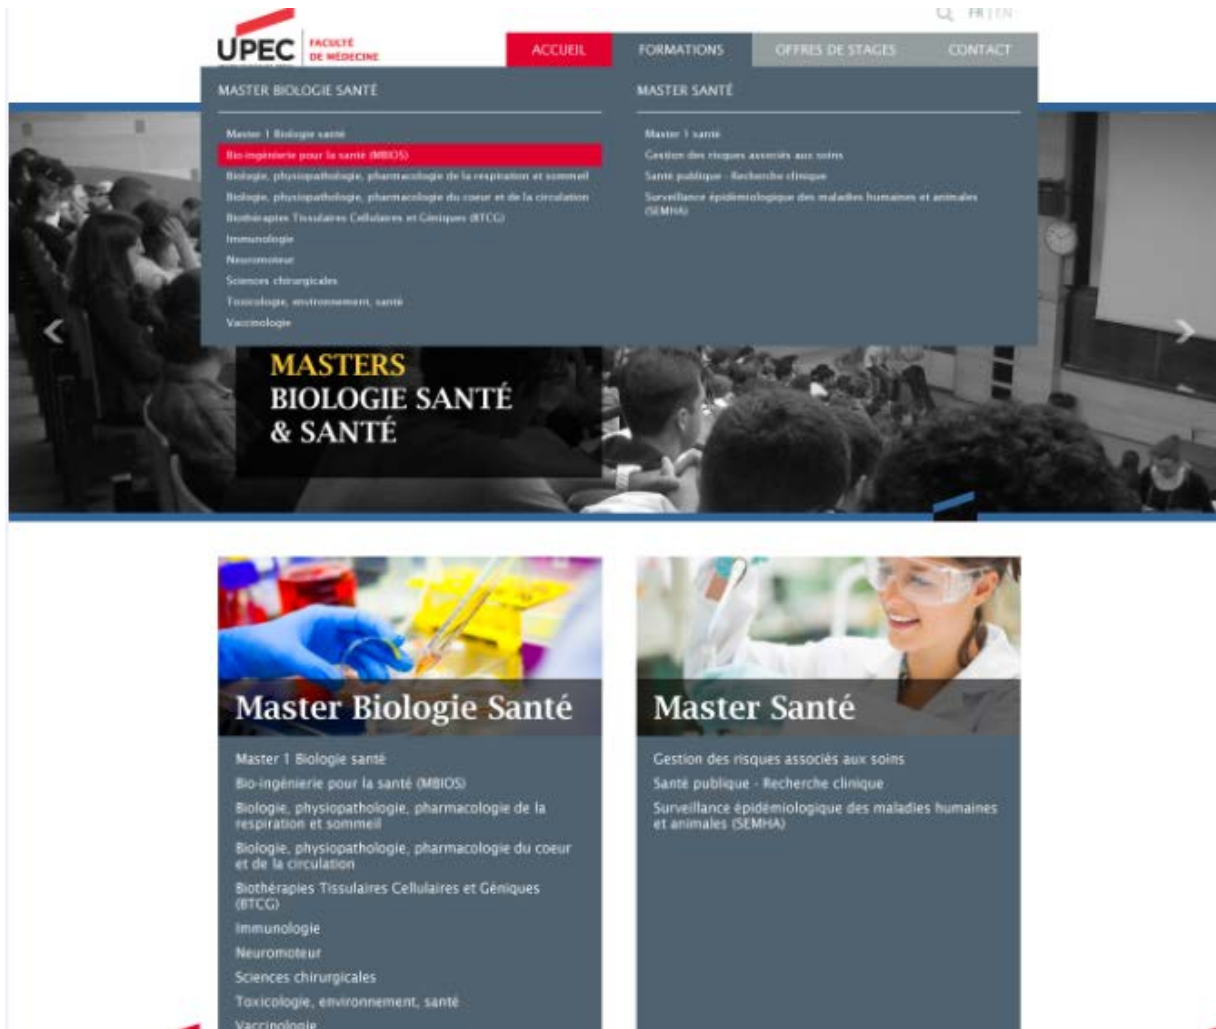 FR | EN
UPEC
FACULTÉ
DE MÉDECINE
ACCUEIL
FORMATIONS
OFFRES DE STAGES
CONTACT
MASTER BIOLOGIE SANTÉ
Master 1 Biologie santé
Bio-ingénierie pour la santé (MBIOS)
Biologie, physiopathologie, pharmacologie de la respiration et sommeil
Biologie, physiopathologie, pharmacologie du coeur et de la circulation
Biothérapies Tissulaires Cellulaires et Géniques (BTCG)
Immunologie
Neuromoteur
Sciences chirurgicales
Toxicologie, environnement, santé
Vaccinologie
MASTER SANTÉ
Master 1 santé
Gestion des risques associés aux soins
Santé publique - Recherche clinique
Surveillance épidémiologique des maladies humaines et animales
(SEMHA)
MASTERS
BIOLOGIE SANTÉ
& SANTÉ
Master Biologie Santé
Master 1 Biologie santé
Bio-ingénierie pour la santé (MBIOS)
Biologie, physiopathologie, pharmacologie de la
respiration et sommeil
Biologie, physiopathologie, pharmacologie du coeur
et de la circulation
Biothérapies Tissulaires Cellulaires et Géniques
(BTCG)
Immunologie
Neuromoteur
Sciences chirurgicales
Toxicologie, environnement, santé
Vaccinologie
Master Santé
Gestion des risques associés aux soins
Santé publique - Recherche clinique
Surveillance épidémiologique des maladies humaines
et animales (SEMHA)